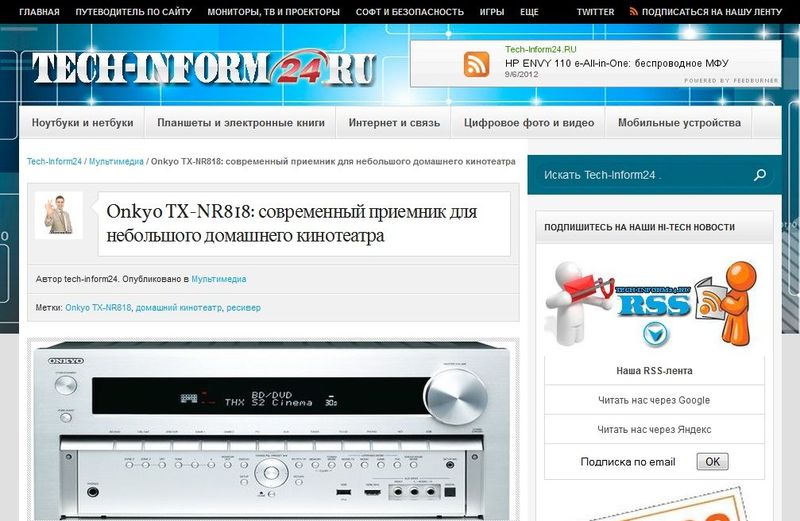 ГЛАВНАЯ ПУТЕВОДИТЕЛЬ ПО САЙТУ МОНИТОРЫ, ТВ И ПРОЕКТОРЫ СОФТ И БЕЗОПАСНОСТЬ ИГРЫ ЕЩЕ TWITTER ПОДПИСАТЬСЯ НА НАШУ ЛЕНТУ
TECH-INFORM24.RU
Tech-Inform24.RU
HP ENVY 110 e-All-in-One: беспроводное МФУ
9/6/2012
POWERED BY FEEDBURNER
Ноутбуки и нетбуки Планшеты и электронные книги Интернет и связь Цифровое фото и видео Мобильные устройства
Tech-Inform24 / Мультимедиа / Onkyo TX-NR818: современный приемник для небольшого домашнего кинотеатра
Искать Tech-Inform24 .
Onkyo TX-NR818: современный приемник для
небольшого домашнего кинотеатра
Автор tech-inform24. Опубликовано в Мультимедиа
Метки: Onkyo TX-NR818, домашний кинотеатр, ресивер
ONKYO
BD/DVD
THX S2 Cinema 30s
ПОДПИШИТЕСЬ НА НАШИ HI-TECH НОВОСТИ
TECH-INFORM24.RU
RSS
Наша RSS-лента
Читать нас через Google
Читать нас через Яндекс
Подписка по email OK